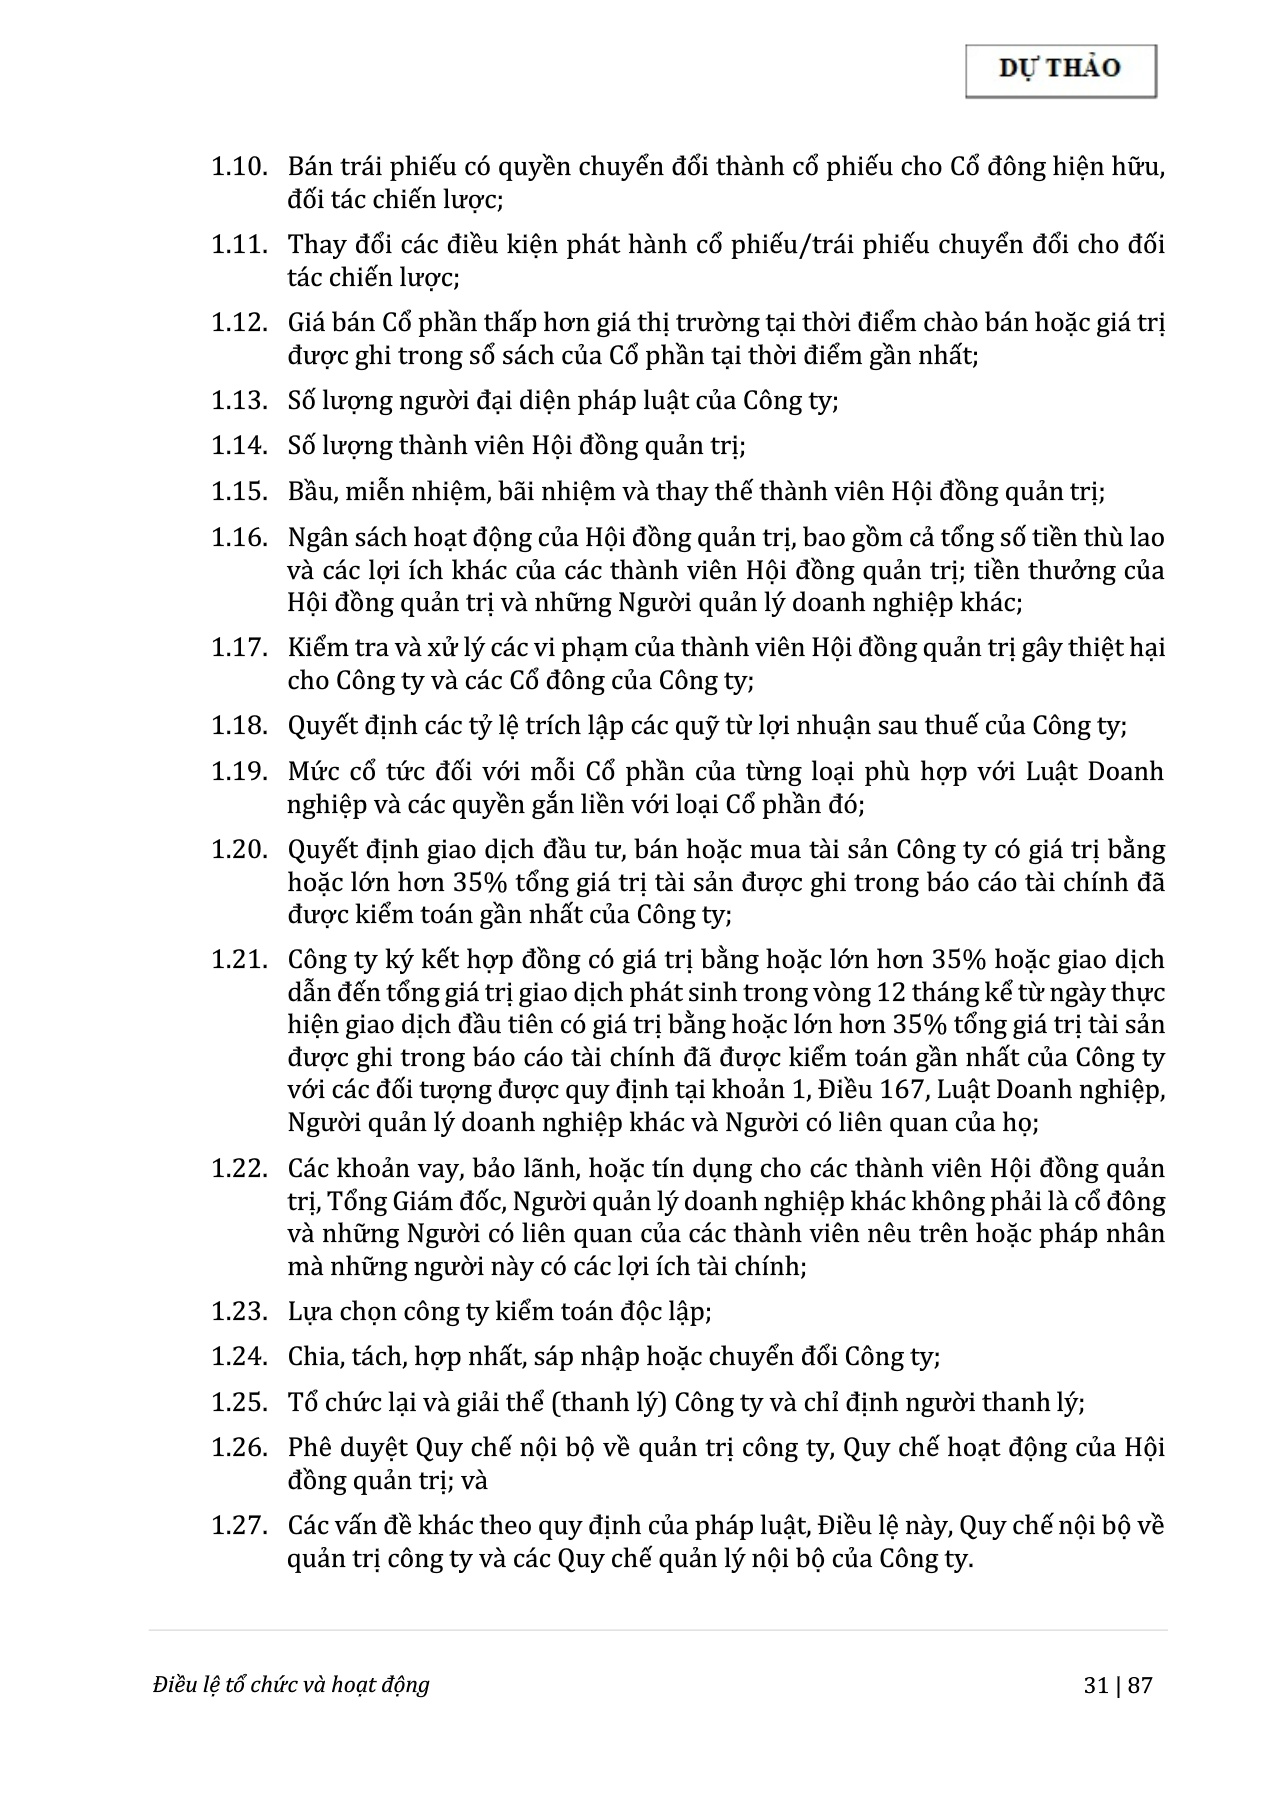 DỰ THẢO
1.10. Bán trái phiếu có quyền chuyển đổi thành cổ phiếu cho Cổ đông hiện hữu,
đối tác chiến lược;
1.11. Thay đổi các điều kiện phát hành cổ phiếu/trái phiếu chuyển đổi cho đối
tác chiến lược;
1.12. Giá bán Cổ phần thấp hơn giá thị trường tại thời điểm chào bán hoặc giá trị
được ghi trong sổ sách của Cổ phần tại thời điểm gần nhất;
1.13. Số lượng người đại diện pháp luật của Công ty;
1.14. Số lượng thành viên Hội đồng quản trị;
1.15. Bầu, miễn nhiệm, bãi nhiệm và thay thế thành viên Hội đồng quản trị;
1.16. Ngân sách hoạt động của Hội đồng quản trị, bao gồm cả tổng số tiền thù lao
và các lợi ích khác của các thành viên Hội đồng quản trị; tiền thưởng của
Hội đồng quản trị và những Người quản lý doanh nghiệp khác;
1.17. Kiểm tra và xử lý các vi phạm của thành viên Hội đồng quản trị gây thiệt hại
cho Công ty và các Cổ đông của Công ty;
1.18. Quyết định các tỷ lệ trích lập các quỹ từ lợi nhuận sau thuế của Công ty;
1.19. Mức cổ tức đối với mỗi Cổ phần của từng loại phù hợp với Luật Doanh
nghiệp và các quyền gắn liền với loại Cổ phần đó;
1.20. Quyết định giao dịch đầu tư, bán hoặc mua tài sản Công ty có giá trị bằng
hoặc lớn hơn 35% tổng giá trị tài sản được ghi trong báo cáo tài chính đã
được kiểm toán gần nhất của Công ty;
1.21. Công ty ký kết hợp đồng có giá trị bằng hoặc lớn hơn 35% hoặc giao dịch
dẫn đến tổng giá trị giao dịch phát sinh trong vòng 12 tháng kể từ ngày thực
hiện giao dịch đầu tiên có giá trị bằng hoặc lớn hơn 35% tổng giá trị tài sản
được ghi trong báo cáo tài chính đã được kiểm toán gần nhất của Công ty
với các đối tượng được quy định tại khoản 1, Điều 167, Luật Doanh nghiệp,
Người quản lý doanh nghiệp khác và Người có liên quan của họ;
1.22. Các khoản vay, bảo lãnh, hoặc tín dụng cho các thành viên Hội đồng quản
trị, Tổng Giám đốc, Người quản lý doanh nghiệp khác không phải là cổ đông
và những Người có liên quan của các thành viên nêu trên hoặc pháp nhân
mà những người này có các lợi ích tài chính;
1.23. Lựa chọn công ty kiểm toán độc lập;
1.24. Chia, tách, hợp nhất, sáp nhập hoặc chuyển đổi Công ty;
1.25. Tổ chức lại và giải thể (thanh lý) Công ty và chỉ định người thanh lý;
1.26. Phê duyệt Quy chế nội bộ về quản trị công ty, Quy chế hoạt động của Hội
đồng quản trị; và
1.27. Các vấn đề khác theo quy định của pháp luật, Điều lệ này, Quy chế nội bộ về
quản trị công ty và các Quy chế quản lý nội bộ của Công ty.
Điều lệ tổ chức và hoạt động 31 | 87